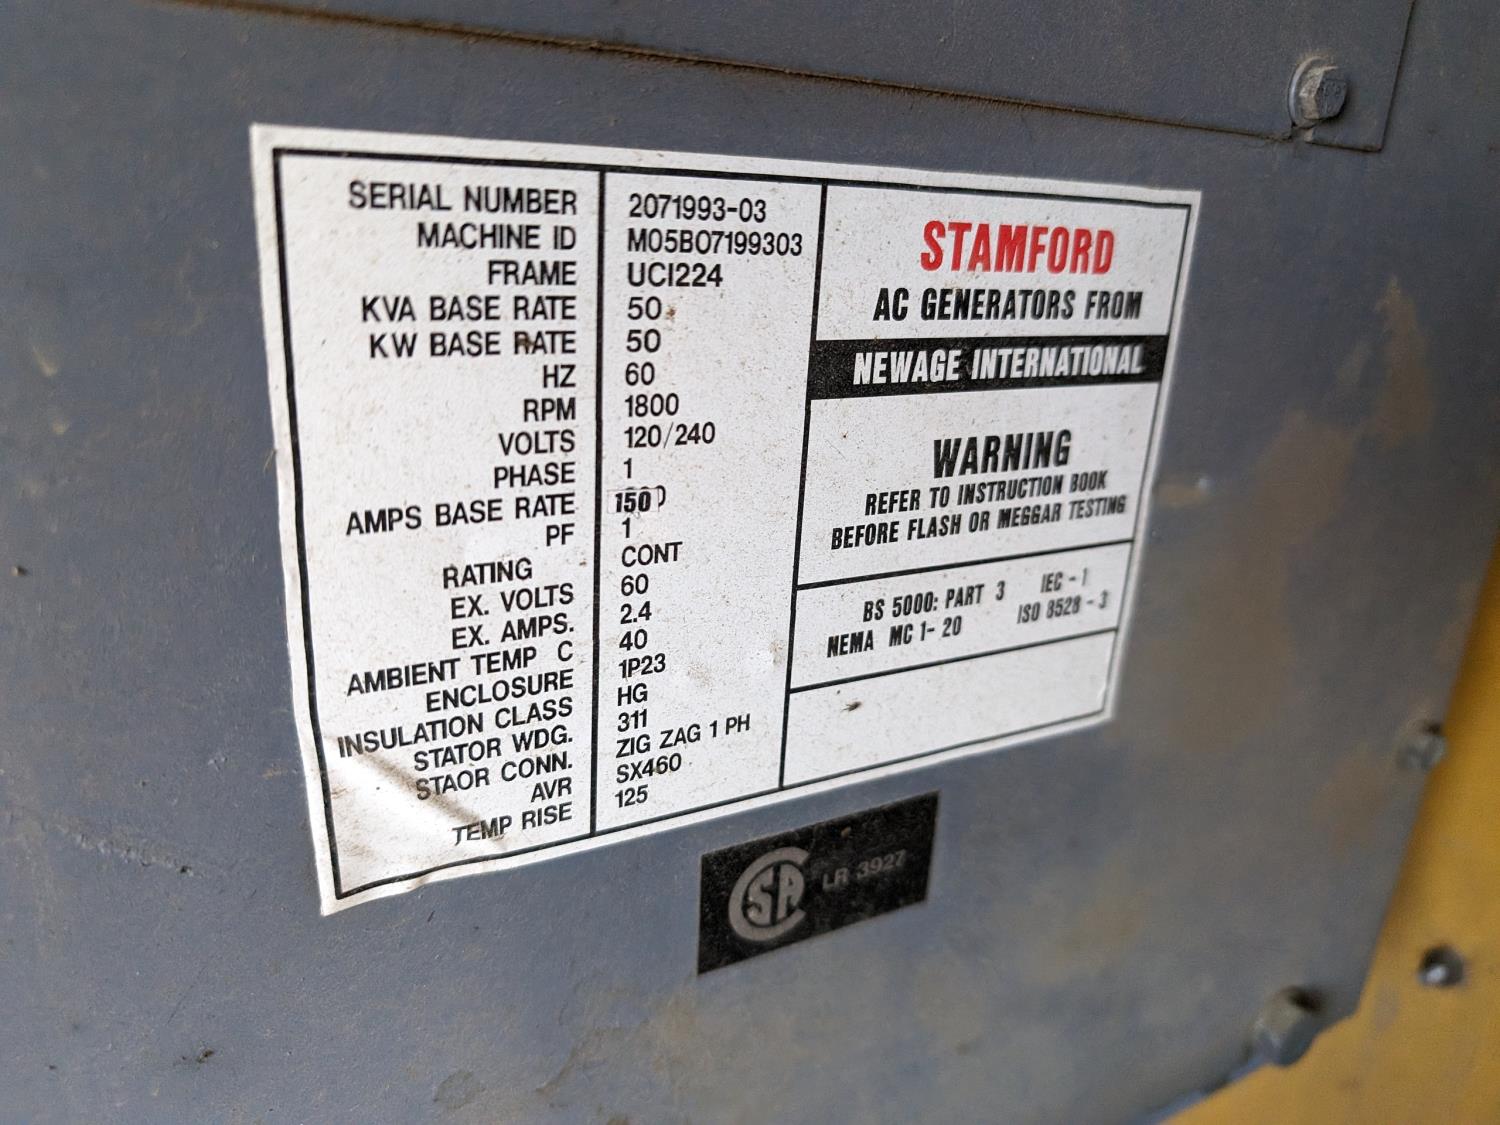 SERIAL NUMBER 2071993-03
MACHINE ID M05B07199303
FRAME UCI224
KVA BASE RATE 50
KW BASE RATE 50
HZ 60
RPM 1800
VOLTS 120/240
PHASE 1
AMPS BASE RATE 150
PF 1
RATING CONT
EX. VOLTS 60
EX. AMPS. 2.4
AMBIENT TEMP C 40
ENCLOSURE 1P23
INSULATION CLASS HG
STATOR WDG. 311
STAOR CONN. ZIG ZAG 1 PH
AVR SX460
TEMP RISE 125
STAMFORD
AC GENERATORS FROM
NEWAGE INTERNATIONAL
WARNING
REFER TO INSTRUCTION BOOK
BEFORE FLASH OR MEGGAR TESTING
BS 5000: PART 3 IEC - 1
NEMA MC 1- 20 ISO 8528 - 3
CSA LR 3927